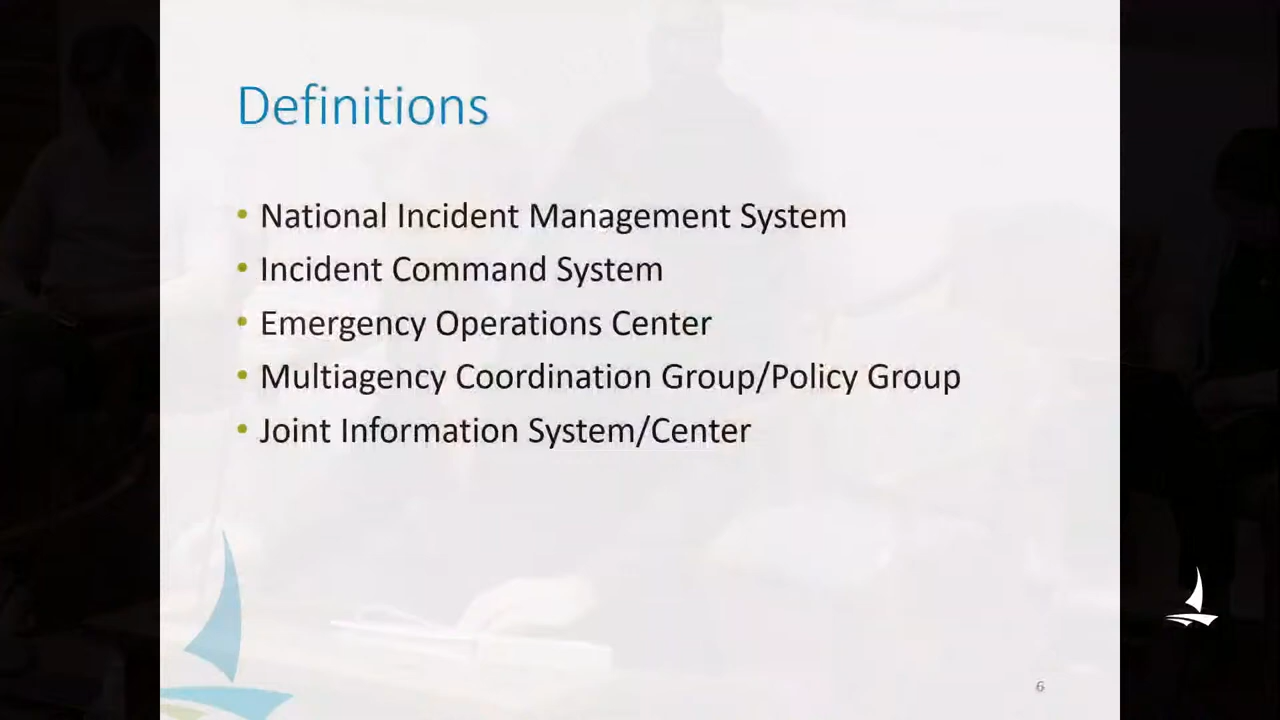 Definitions
• National Incident Management System
• Incident Command System
• Emergency Operations Center
• Multiagency Coordination Group/Policy Group
• Joint Information System/Center
6